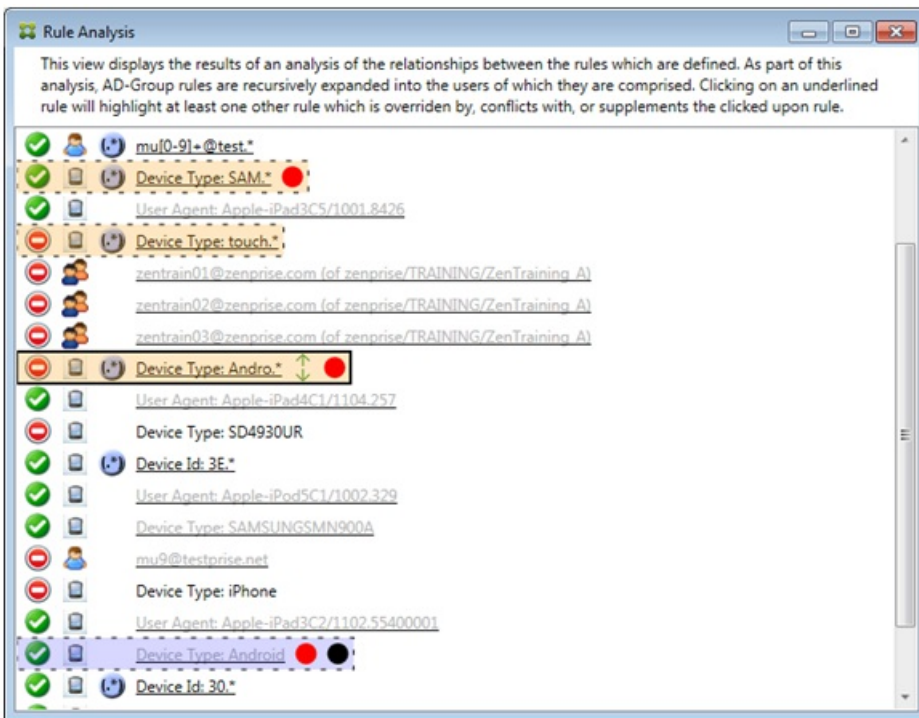 Rule Analysis
This view displays the results of an analysis of the relationships between the rules which are defined. As part of this
analysis, AD-Group rules are recursively expanded into the users of which they are comprised. Clicking on an underlined
rule will highlight at least one other rule which is overriden by, conflicts with, or supplements the clicked upon rule.
(.*) mu[0-9]+@test.*
(.*) Device Type: SAM.*
User Agent: Apple-iPad3C5/1001.8426
(.*) Device Type: touch.*
zentrain01@zenprise.com (of zenprise/TRAINING/ZenTraining_A)
zentrain02@zenprise.com (of zenprise/TRAINING/ZenTraining_A)
zentrain03@zenprise.com (of zenprise/TRAINING/ZenTraining_A)
(.*) Device Type: Andro.*
User Agent: Apple-iPad4C1/1104.257
Device Type: SD4930UR
(.*) Device Id: 3E.*
User Agent: Apple-iPod5C1/1002.329
Device Type: SAMSUNGSMN900A
mu9@testprise.net
Device Type: iPhone
User Agent: Apple-iPad3C2/1102.55400001
Device Type: Android
(.*) Device Id: 30.*